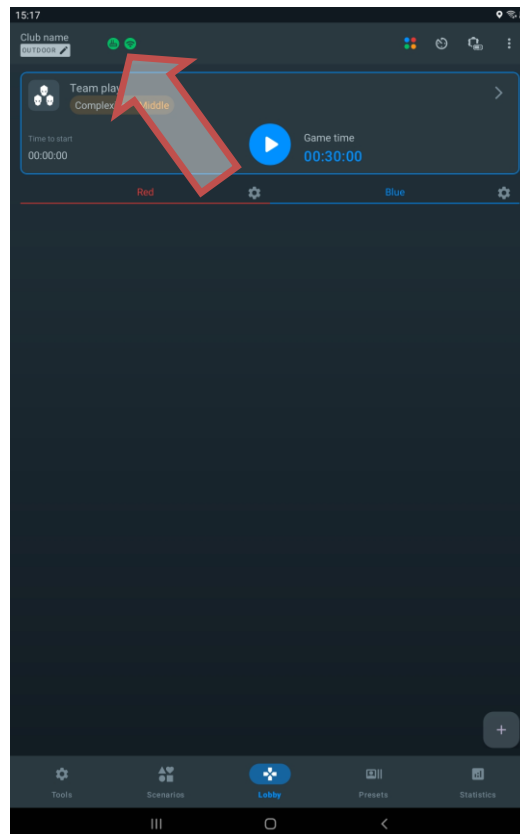 15:17
Club name
OUTDOOR
Team play
Complex
Middle
Time to start
00:00:00
Game time
00:30:00
Red
Blue
Tools
Scenarios
Lobby
Presets
Statistics